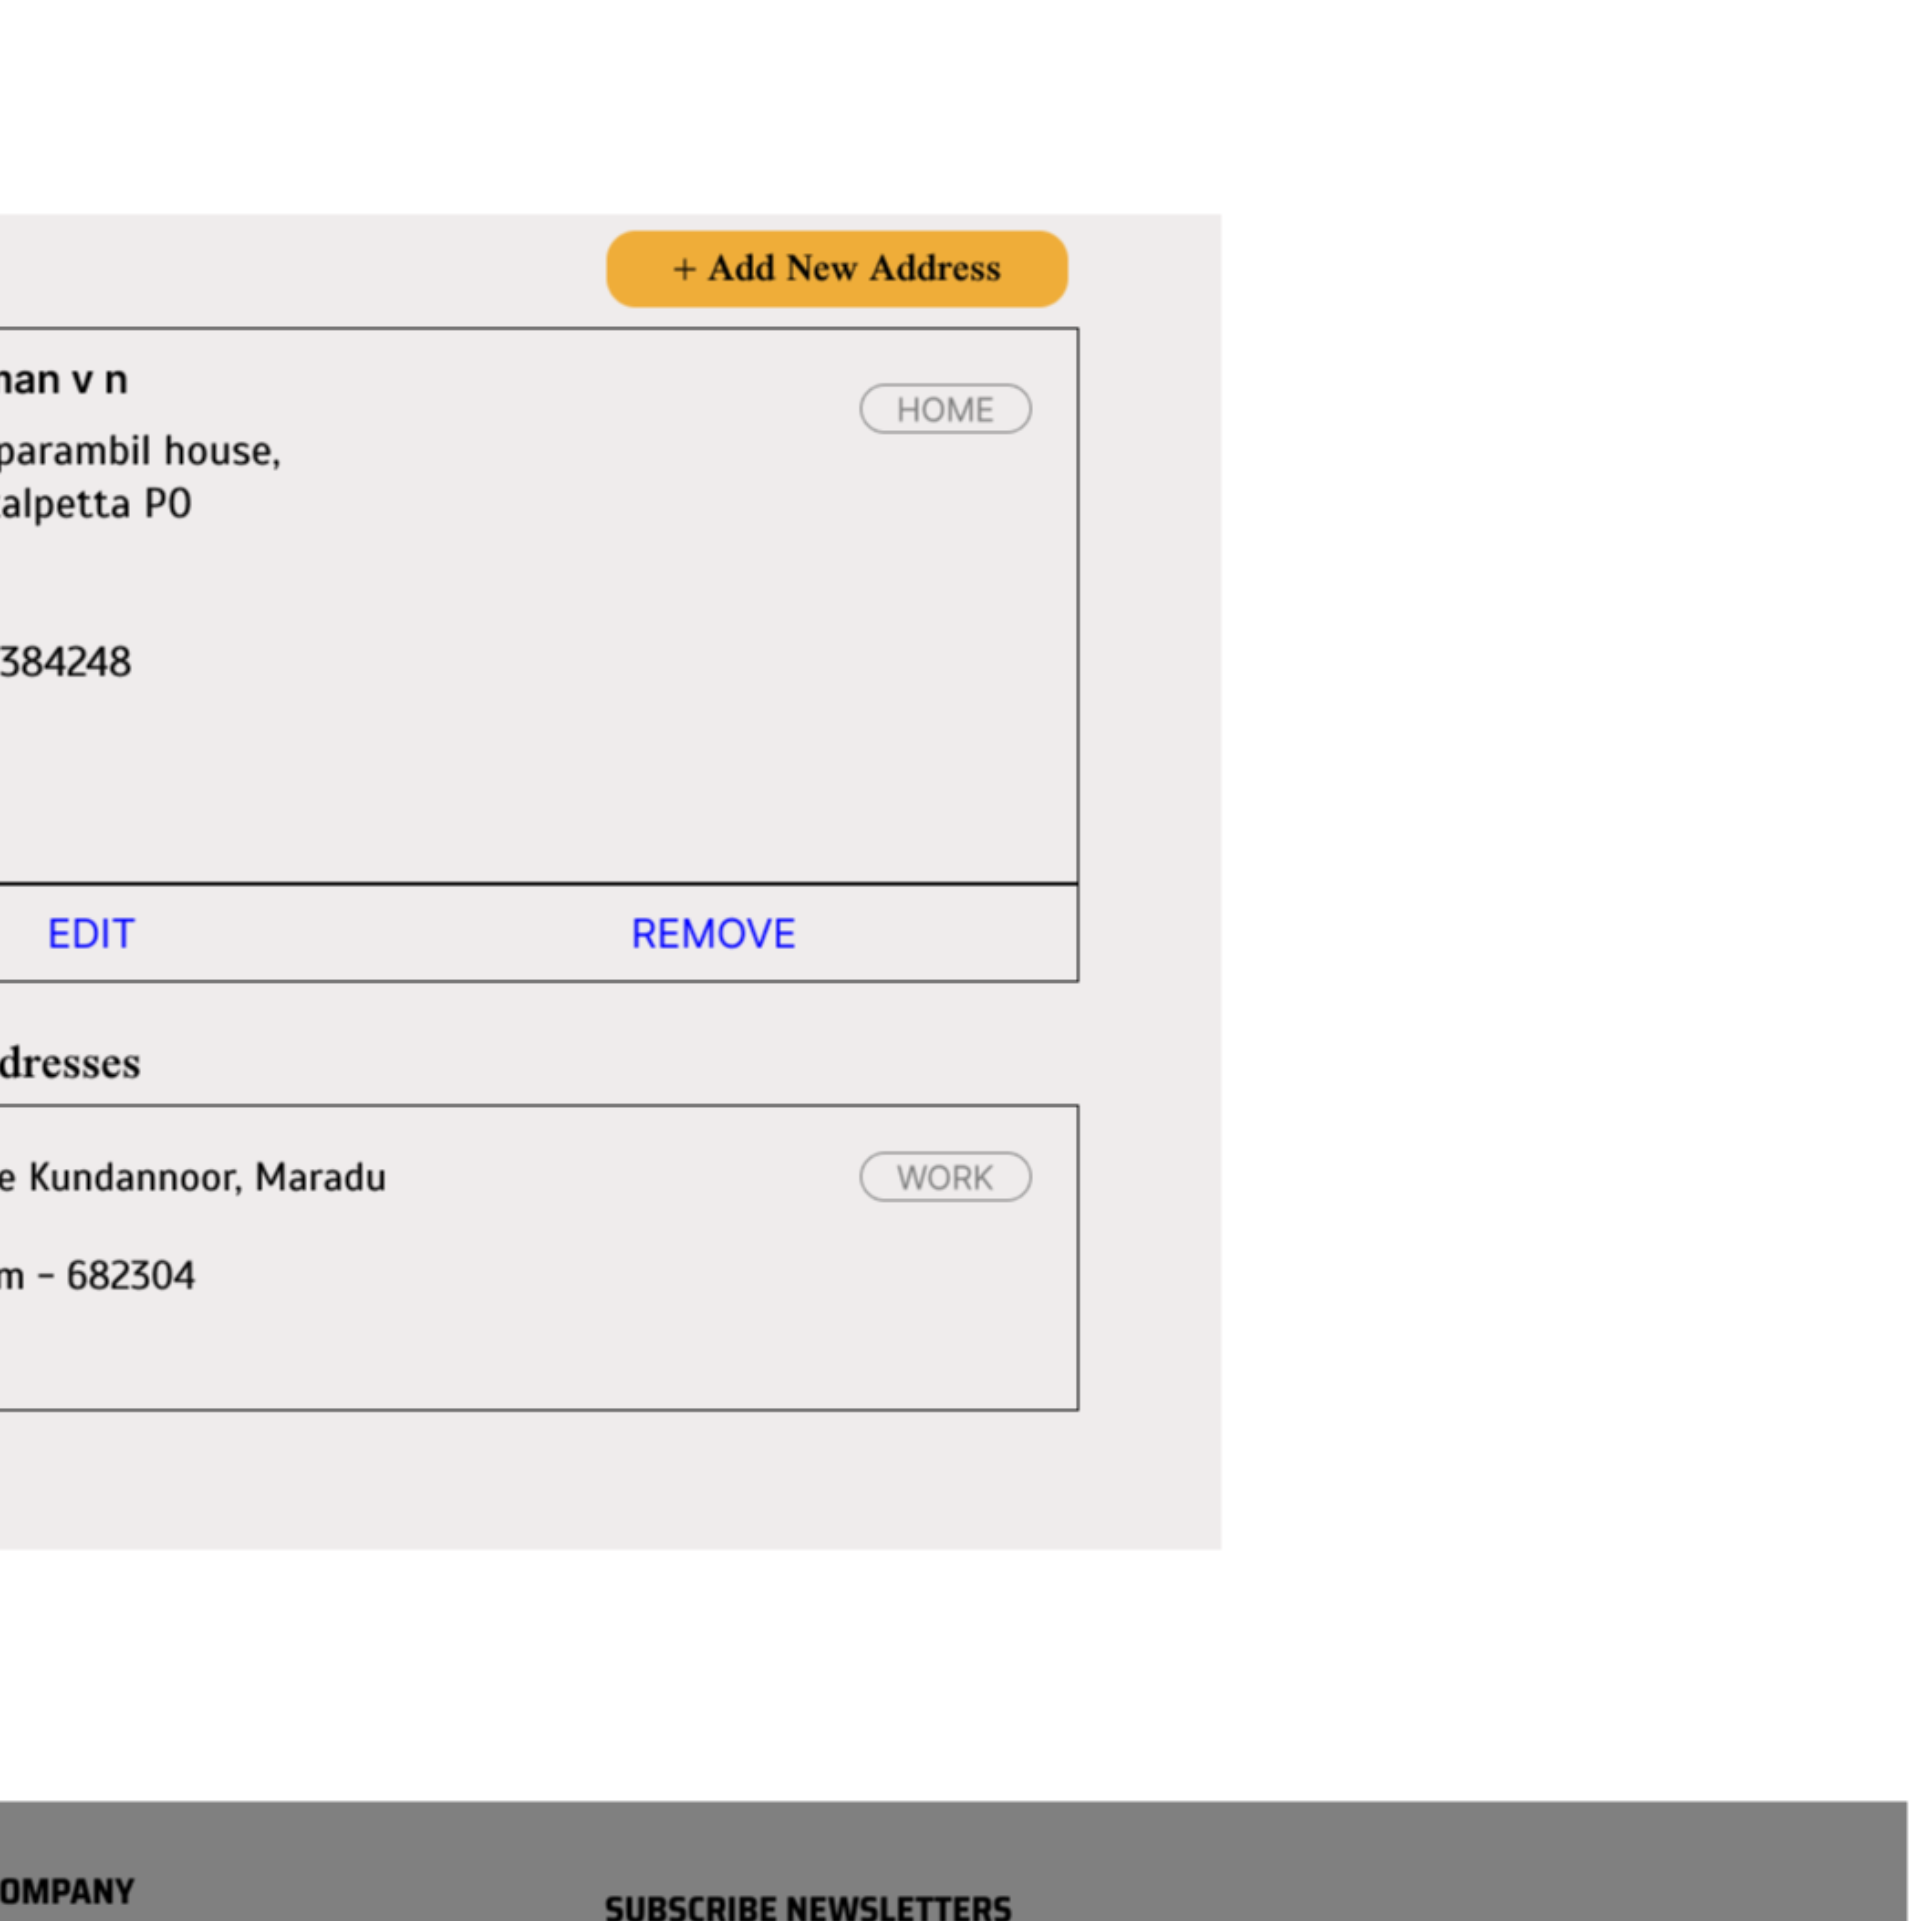 + Add New Address
man v n
HOME
parambil house,
alpetta PO
384248
EDIT
REMOVE
dresses
e Kundannoor, Maradu
WORK
m - 682304
OMPANY
SUBSCRIBE NEWSLETTERS